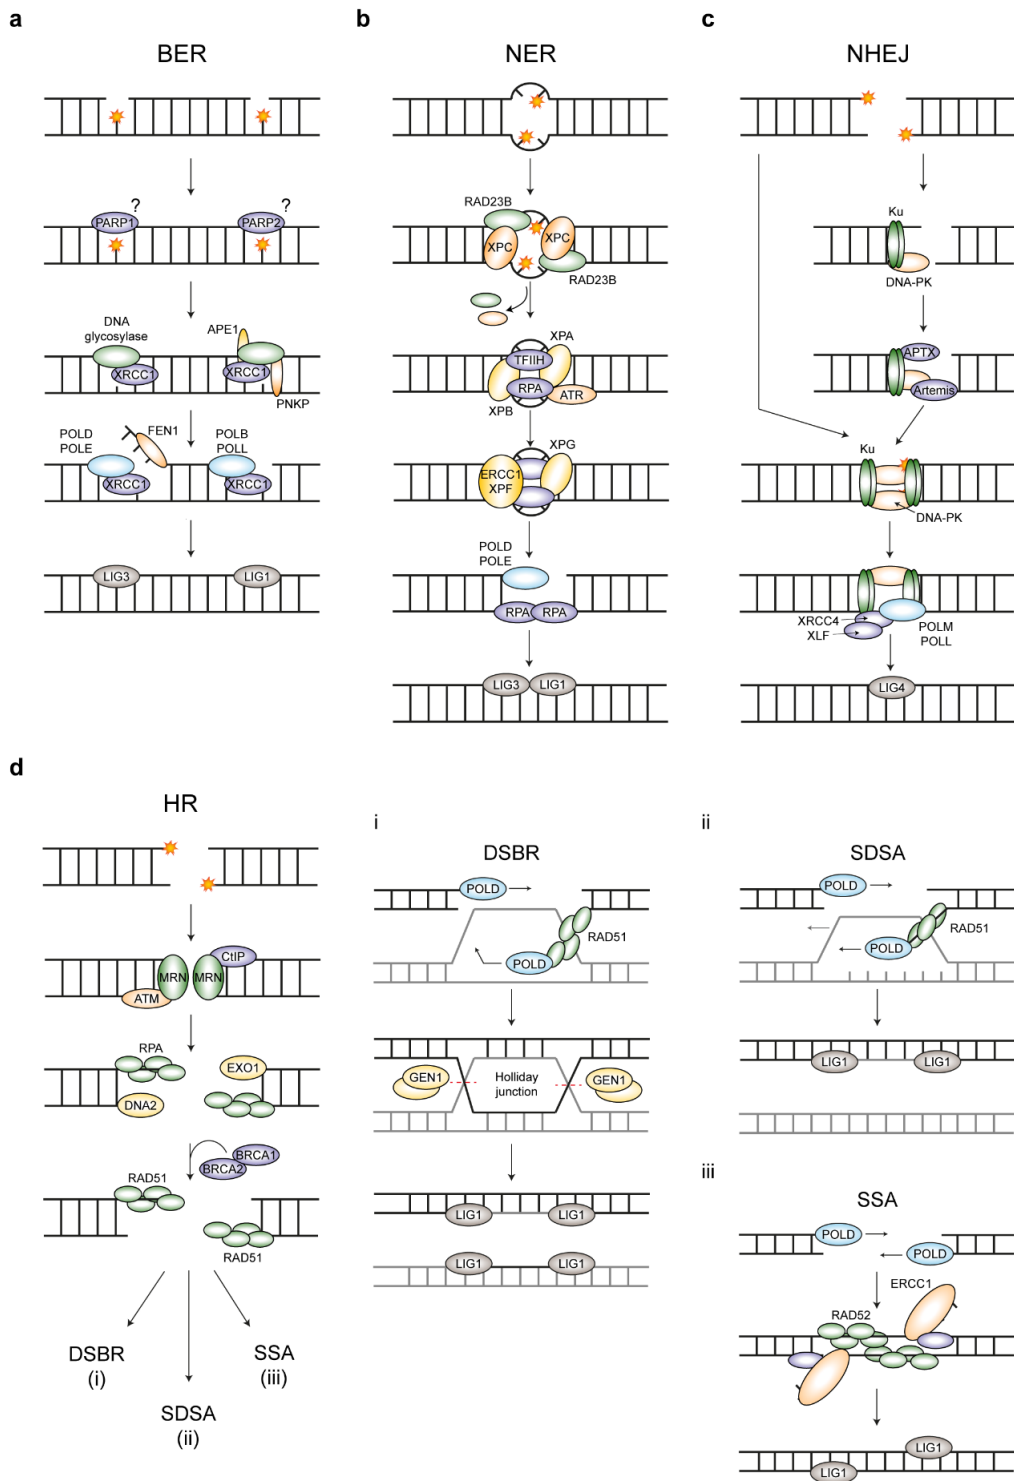 a
BER
?
?
PARP1
PARP2
DNA
glycosylase
APE1
XRCC1
XRCC1
PNKP
POLD
POLE
FEN1
POLB
POLL
XRCC1
XRCC1
LIG3
LIG1
b
NER
RAD23B
XPC
XPC
RAD23B
XPA
TFIIH
RPA
ATR
XPB
XPG
ERCC1
XPF
POLD
POLE
RPA
RPA
LIG3
LIG1
c
NHEJ
Ku
DNA-PK
APTX
Artemis
Ku
DNA-PK
XRCC4
XLF
POLM
POLL
LIG4
d
HR
CtIP
MRN
MRN
ATM
RPA
EXO1
DNA2
BRCA1
BRCA2
RAD51
RAD51
DSBR
(i)
SSA
(iii)
SDSA
(ii)
i
DSBR
POLD
RAD51
POLD
GEN1
Holliday
junction
GEN1
LIG1
LIG1
LIG1
LIG1
ii
SDSA
POLD
RAD51
POLD
LIG1
LIG1
iii
SSA
POLD
POLD
ERCC1
RAD52
LIG1
LIG1